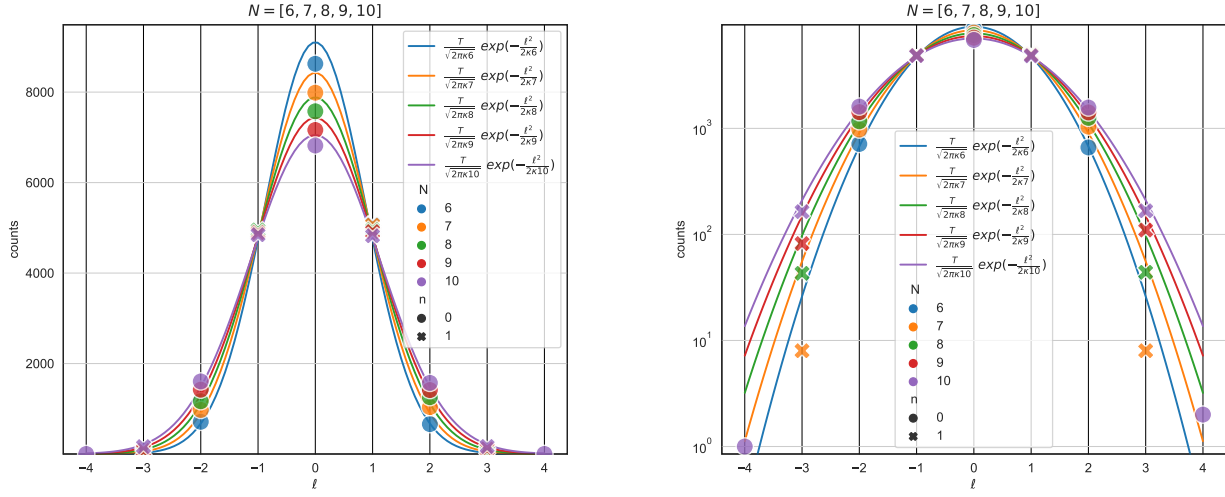 N = [6, 7, 8, 9, 10]
counts
8000
6000
4000
2000
−4 −3 −2 −1 0 1 2 3 4
ℓ
T/√(2πκ6) exp(−ℓ²/2κ6)
T/√(2πκ7) exp(−ℓ²/2κ7)
T/√(2πκ8) exp(−ℓ²/2κ8)
T/√(2πκ9) exp(−ℓ²/2κ9)
T/√(2πκ10) exp(−ℓ²/2κ10)
N
6
7
8
9
10
n
0
1
N = [6, 7, 8, 9, 10]
counts
10³
10²
10¹
10⁰
−4 −3 −2 −1 0 1 2 3 4
ℓ
T/√(2πκ6) exp(−ℓ²/2κ6)
T/√(2πκ7) exp(−ℓ²/2κ7)
T/√(2πκ8) exp(−ℓ²/2κ8)
T/√(2πκ9) exp(−ℓ²/2κ9)
T/√(2πκ10) exp(−ℓ²/2κ10)
N
6
7
8
9
10
n
0
1